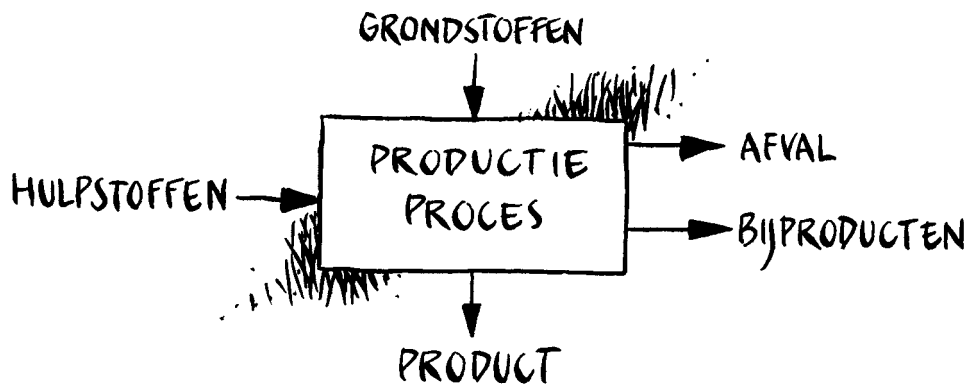 GRONDSTOFFEN
PRODUCTIE
PROCES
AFVAL
HULPSTOFFEN
BIJPRODUCTEN
PRODUCT